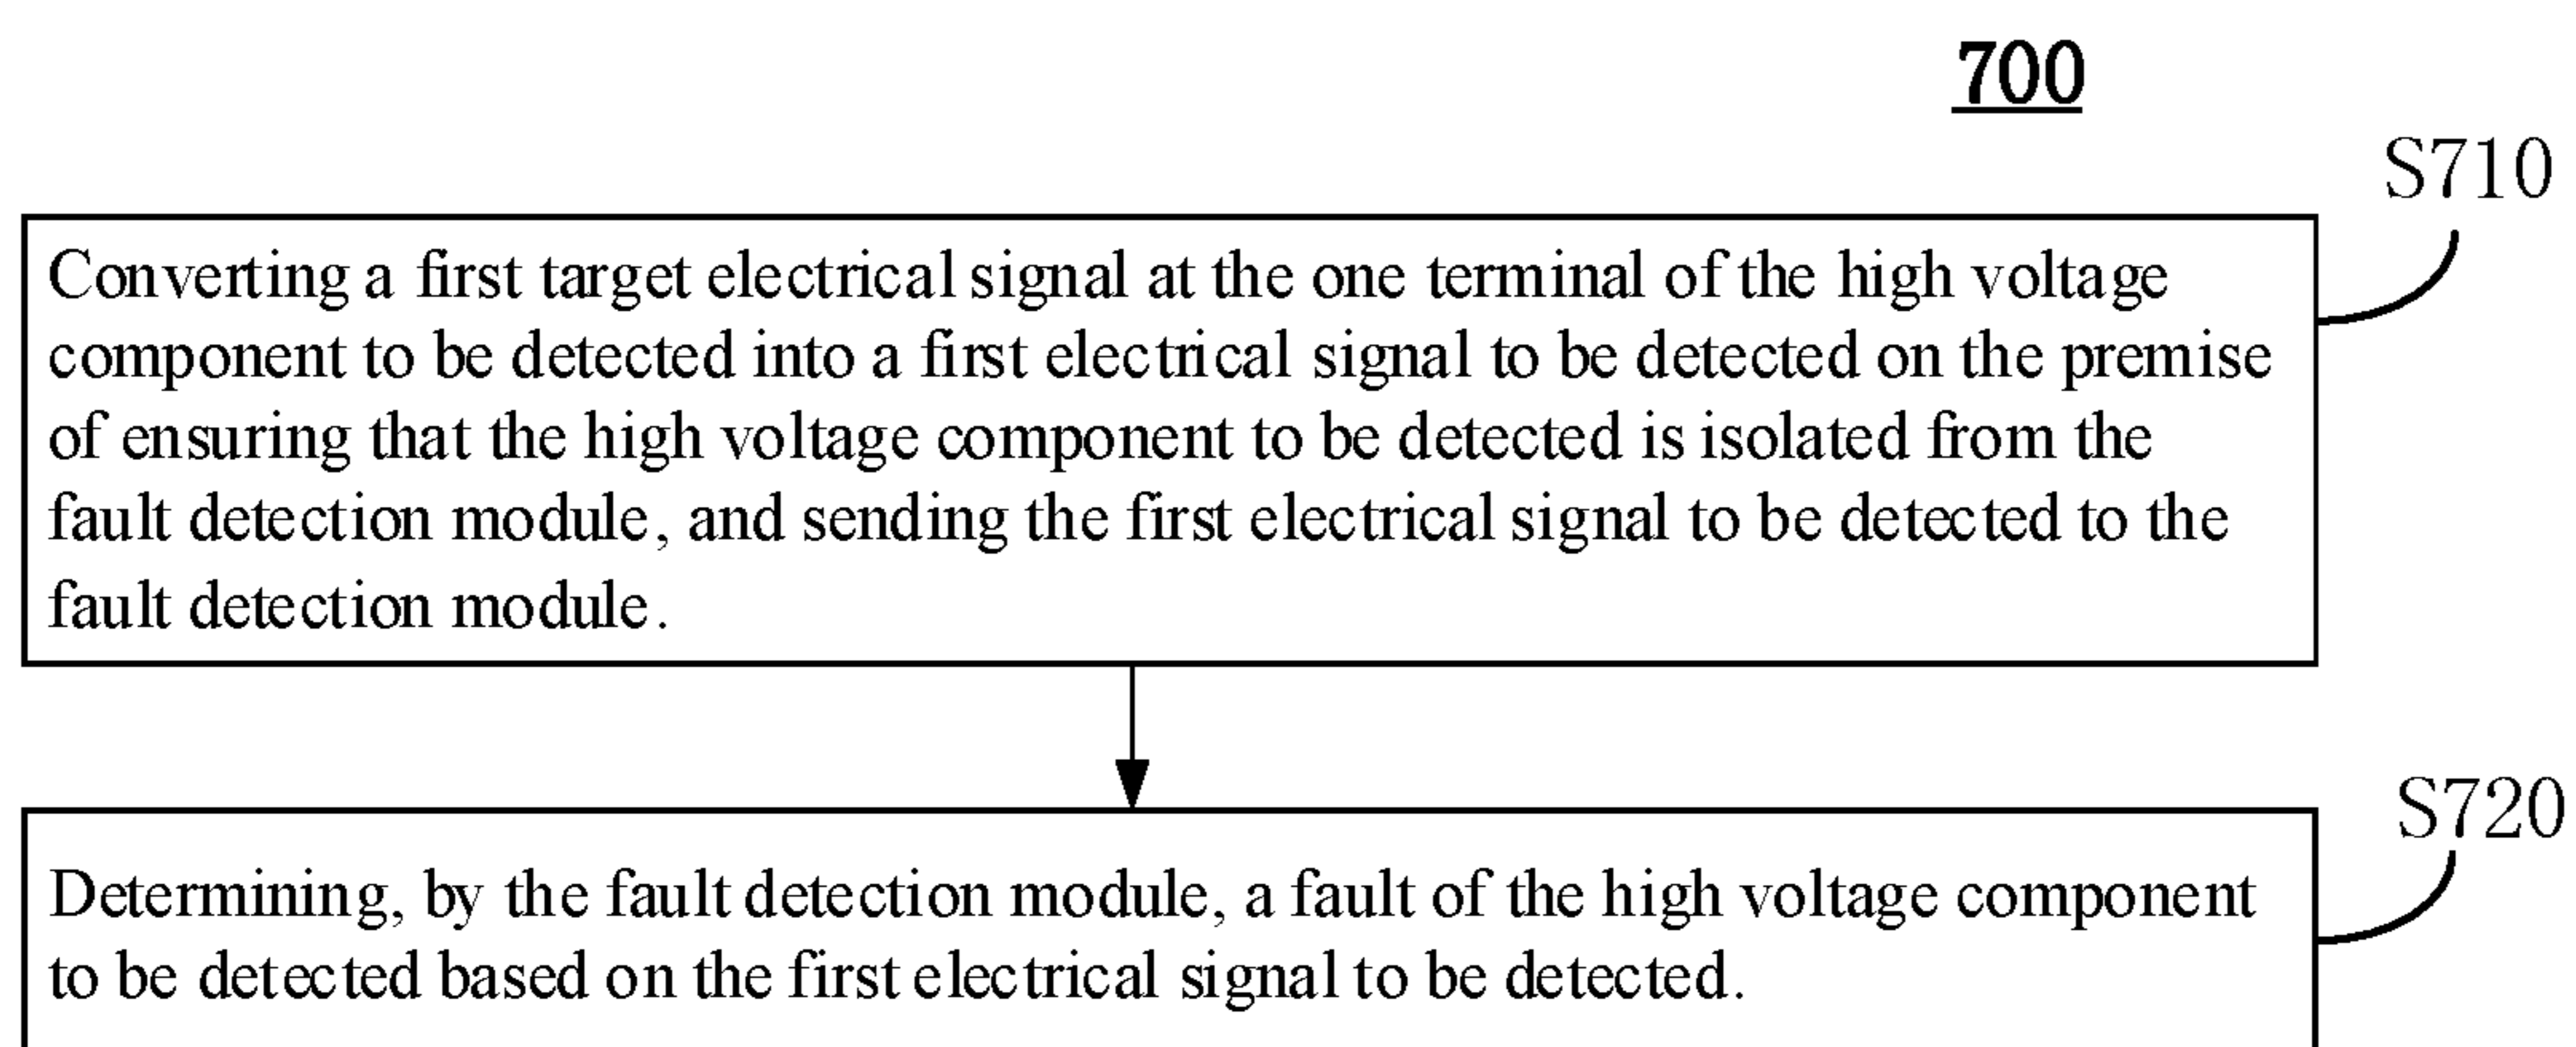 700
S710
Converting a first target electrical signal at the one terminal of the high voltage
component to be detected into a first electrical signal to be detected on the premise
of ensuring that the high voltage component to be detected is isolated from the
fault detection module, and sending the first electrical signal to be detected to the
fault detection module.
S720
Determining, by the fault detection module, a fault of the high voltage component
to be detected based on the first electrical signal to be detected.